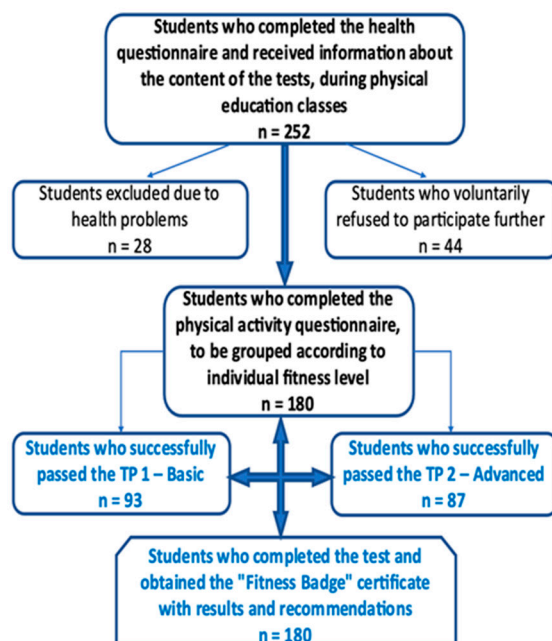 Students who completed the health
questionnaire and received information about
the content of the tests, during physical
education classes
n = 252
Students excluded due to
health problems
n = 28
Students who voluntarily
refused to participate further
n = 44
Students who completed the
physical activity questionnaire,
to be grouped according to
individual fitness level
n = 180
Students who successfully
passed the TP 1 – Basic
n = 93
Students who successfully
passed the TP 2 – Advanced
n = 87
Students who completed the test and
obtained the "Fitness Badge" certificate
with results and recommendations
n = 180